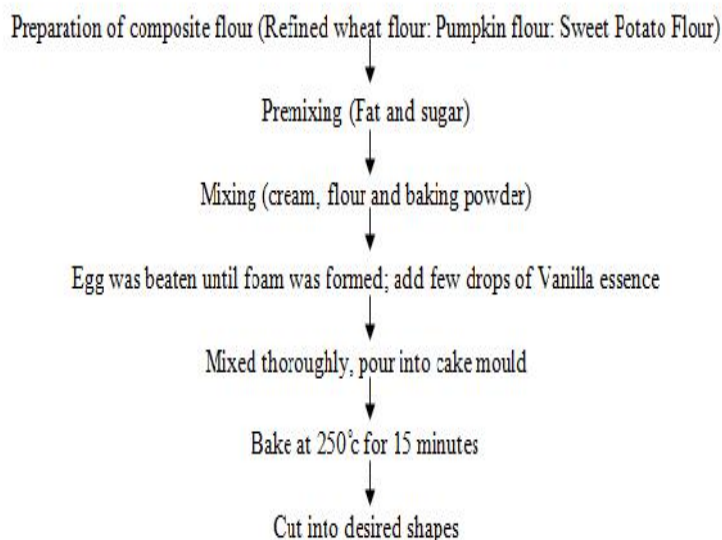 Preparation of composite flour (Refined wheat flour: Pumpkin flour: Sweet Potato Flour)
Premixing (Fat and sugar)
Mixing (cream, flour and baking powder)
Egg was beaten until foam was formed; add few drops of Vanilla essence
Mixed thoroughly, pour into cake mould
Bake at 250°c for 15 minutes
Cut into desired shapes